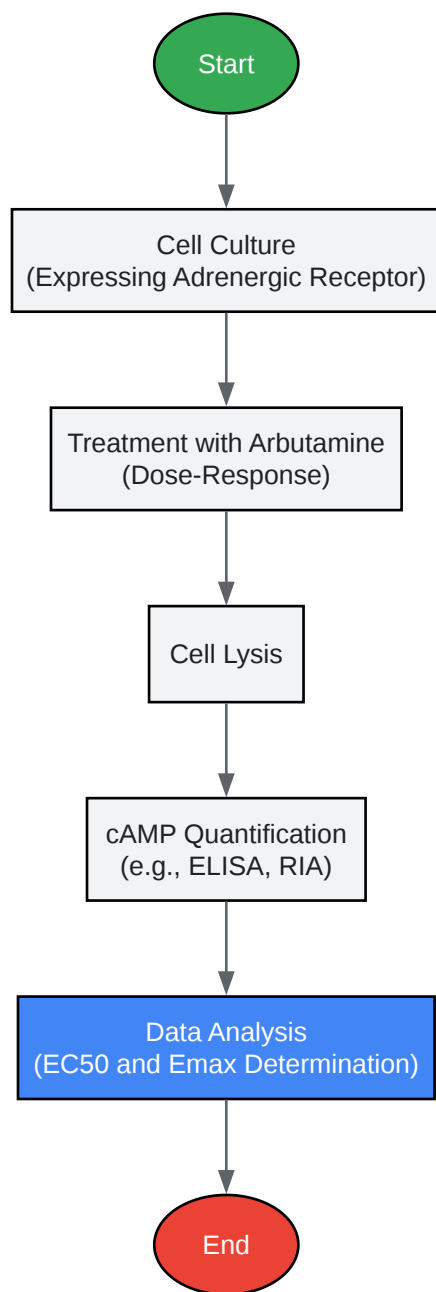 Start
Cell Culture
(Expressing Adrenergic Receptor)
Treatment with Arbutamine
(Dose-Response)
Cell Lysis
cAMP Quantification
(e.g., ELISA, RIA)
Data Analysis
(EC50 and Emax Determination)
End